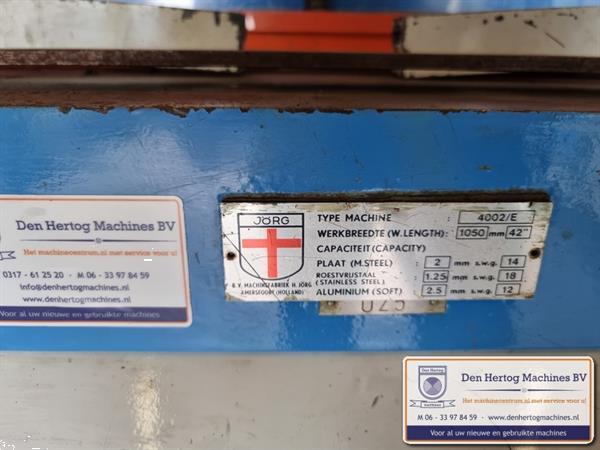 Den Hertog Machines BV
Het machinecentrum.nl met service voor u!
0317 - 61 25 20 - M 06 - 33 97 84 59
info@denhertogmachines.nl
www.denhertogmachines.nl
Voor al uw nieuwe en gebruikte machines
JÖRG
B.V. MACHINEFABRIEK H. JÖRG
AMERSFOORT (HOLLAND)
TYPE MACHINE : 4002/E
WERKBREEDTE (W.LENGTH): 1050 mm 42"
CAPACITEIT (CAPACITY)
PLAAT (M.STEEL) : 2 mm s.w.g. 14
ROESTVRIJSTAAL (STAINLESS STEEL) : 1.25 mm s.w.g. 18
ALUMINIUM (SOFT) : 2.5 mm s.w.g. 12
Den Hertog Machines BV
Het machinecentrum.nl met service voor u!
M 06 - 33 97 84 59 - www.denhertogmachines.nl
Voor al uw nieuwe en gebruikte machines